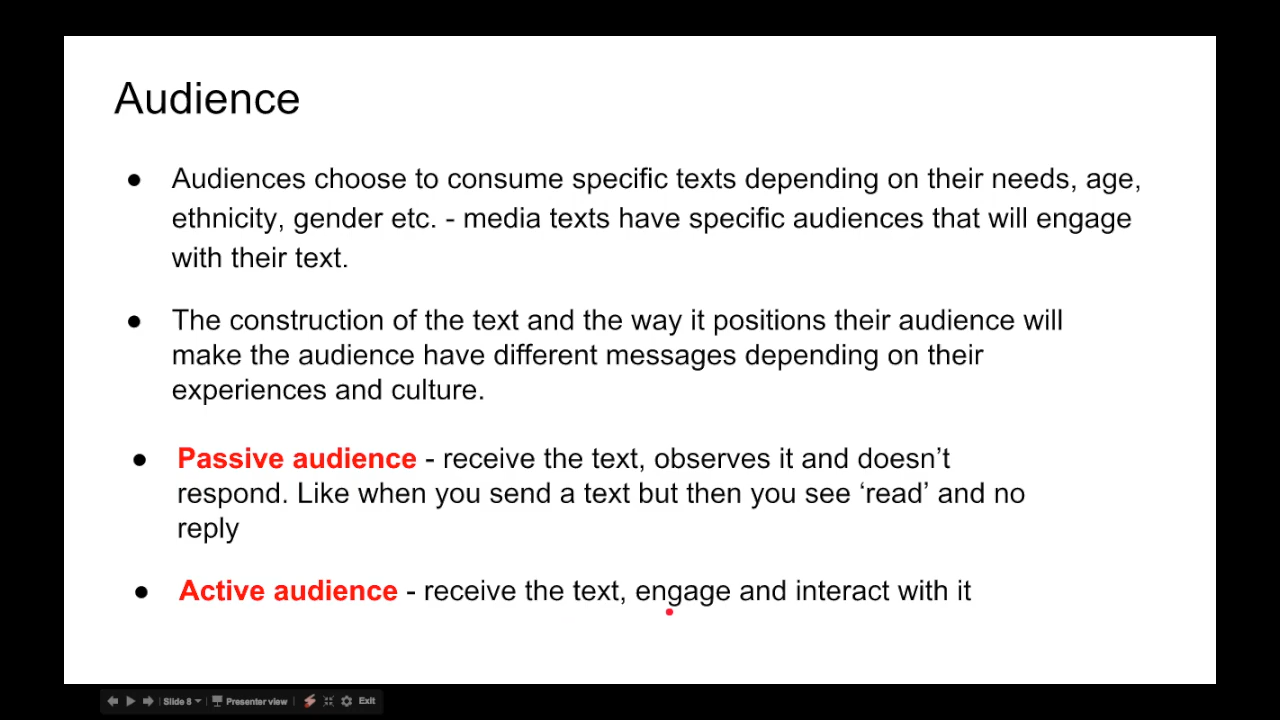 Audience
● Audiences choose to consume specific texts depending on their needs, age,
ethnicity, gender etc. - media texts have specific audiences that will engage
with their text.
● The construction of the text and the way it positions their audience will
make the audience have different messages depending on their
experiences and culture.
● Passive audience - receive the text, observes it and doesn’t
respond. Like when you send a text but then you see ‘read’ and no
reply
● Active audience - receive the text, engage and interact with it
Slide 8 Presenter view Exit